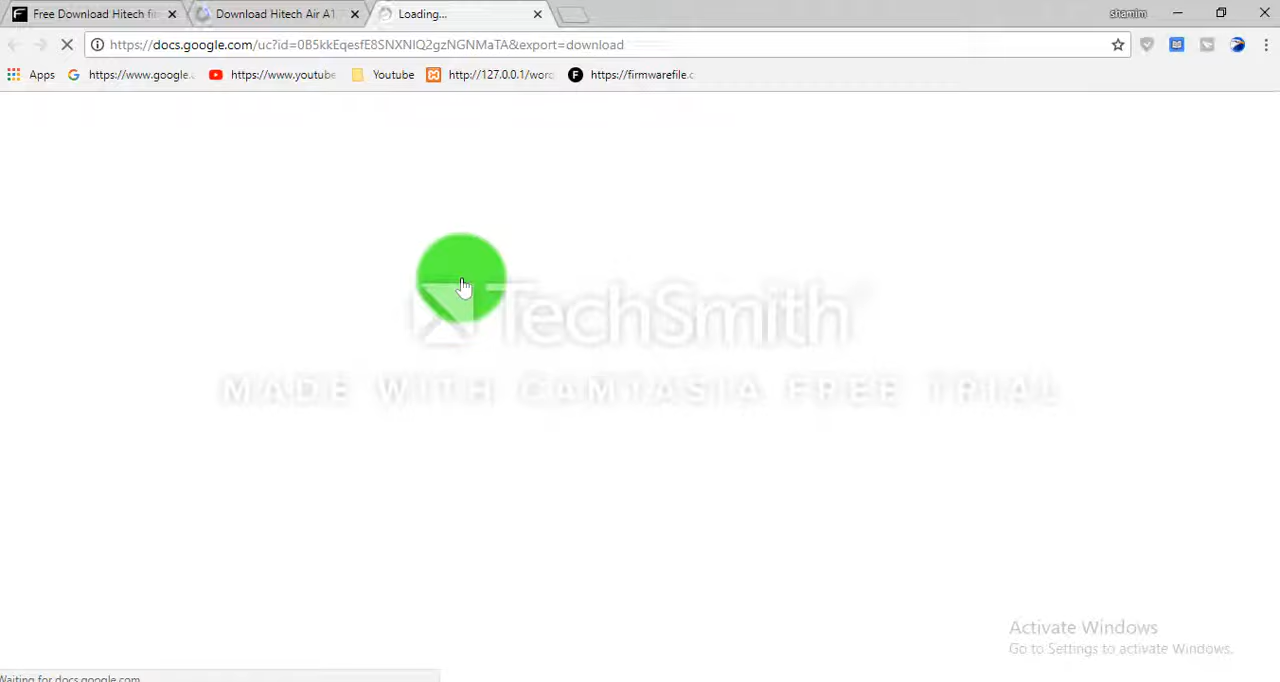 Free Download Hitech fi
Download Hitech Air A1
Loading...
shamim
https://docs.google.com/uc?id=0B5kkEqesfE8SNXNIQ2gzNGNMaTA&export=download
Apps
https://www.google.
https://www.youtube
Youtube
http://127.0.0.1/word
https://firmwarefile.c
TechSmith
MADE WITH CAMTASIA FREE TRIAL
Activate Windows
Go to Settings to activate Windows.
Waiting for docs.google.com